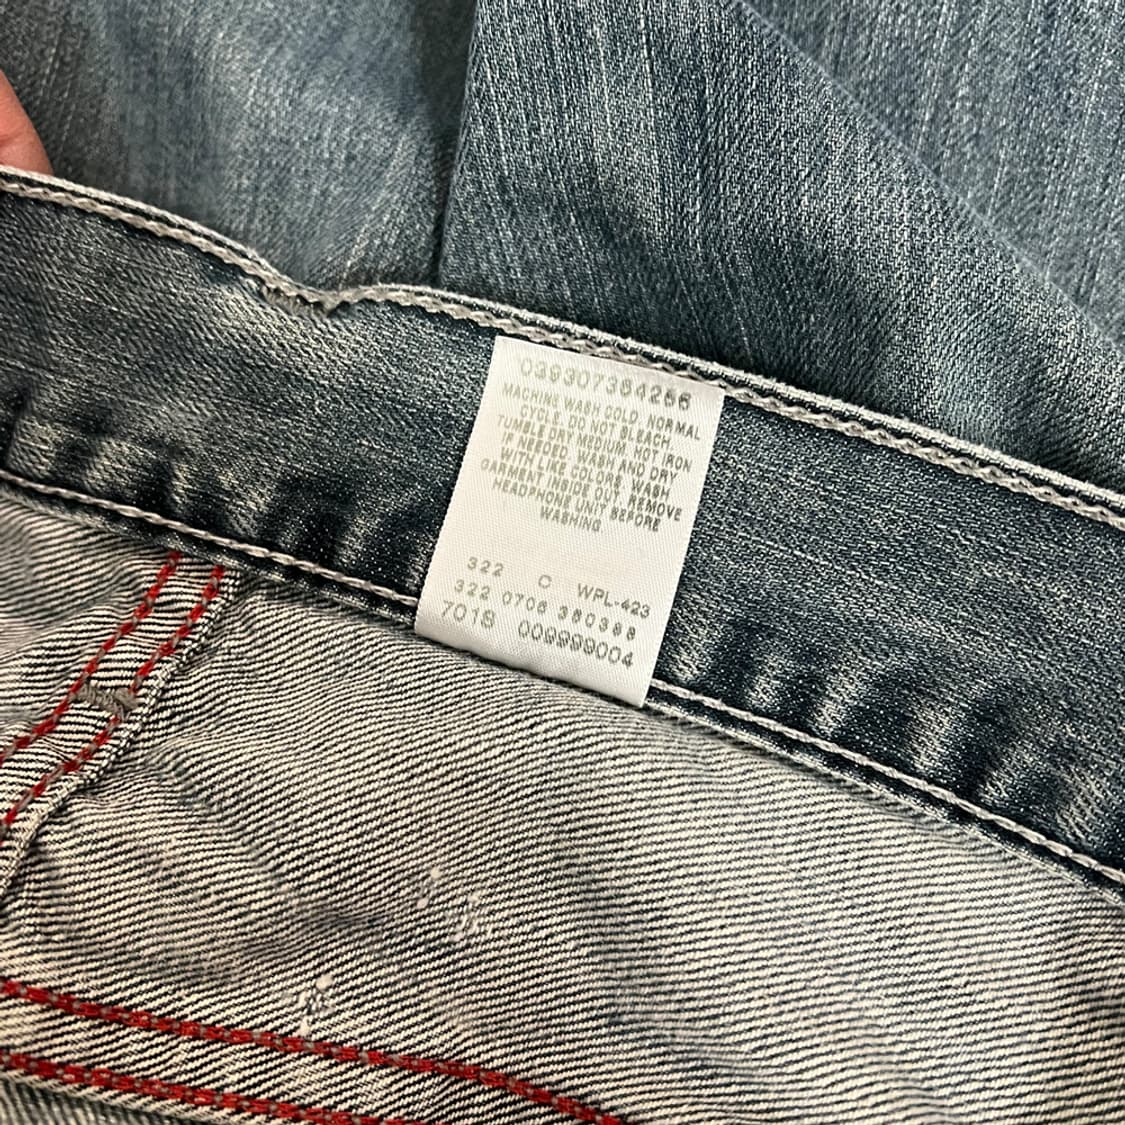 039307364266
MACHINE WASH COLD, NORMAL
CYCLE. DO NOT BLEACH.
TUMBLE DRY MEDIUM. HOT IRON
IF NEEDED. WASH AND DRY
WITH LIKE COLORS. WASH
GARMENT INSIDE OUT. REMOVE
HEADPHONE UNIT BEFORE
WASHING.
322 C WPL-423
322 0706 380388
7018 009999004